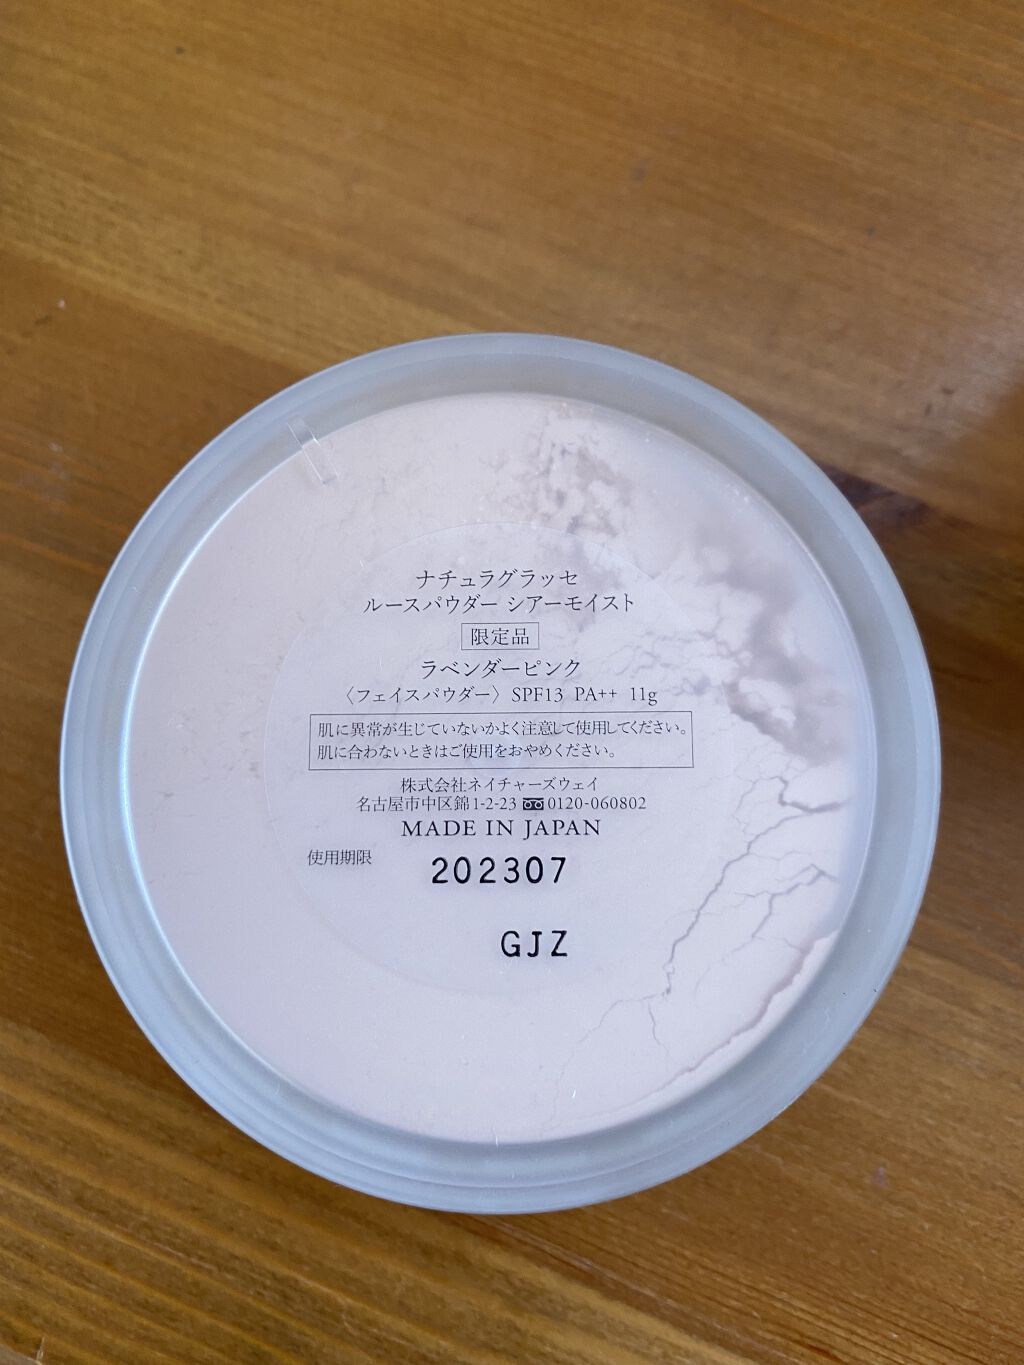 ナチュラグラッセ
ルースパウダー シアーモイスト
限定品
ラベンダーピンク
〈フェイスパウダー〉 SPF13 PA++ 11g
肌に異常が生じていないかよく注意して使用してください。
肌に合わないときはご使用をおやめください。
株式会社ネイチャーズウェイ
名古屋市中区錦1-2-23 0120-060802
MADE IN JAPAN
使用期限 202307
GJZ